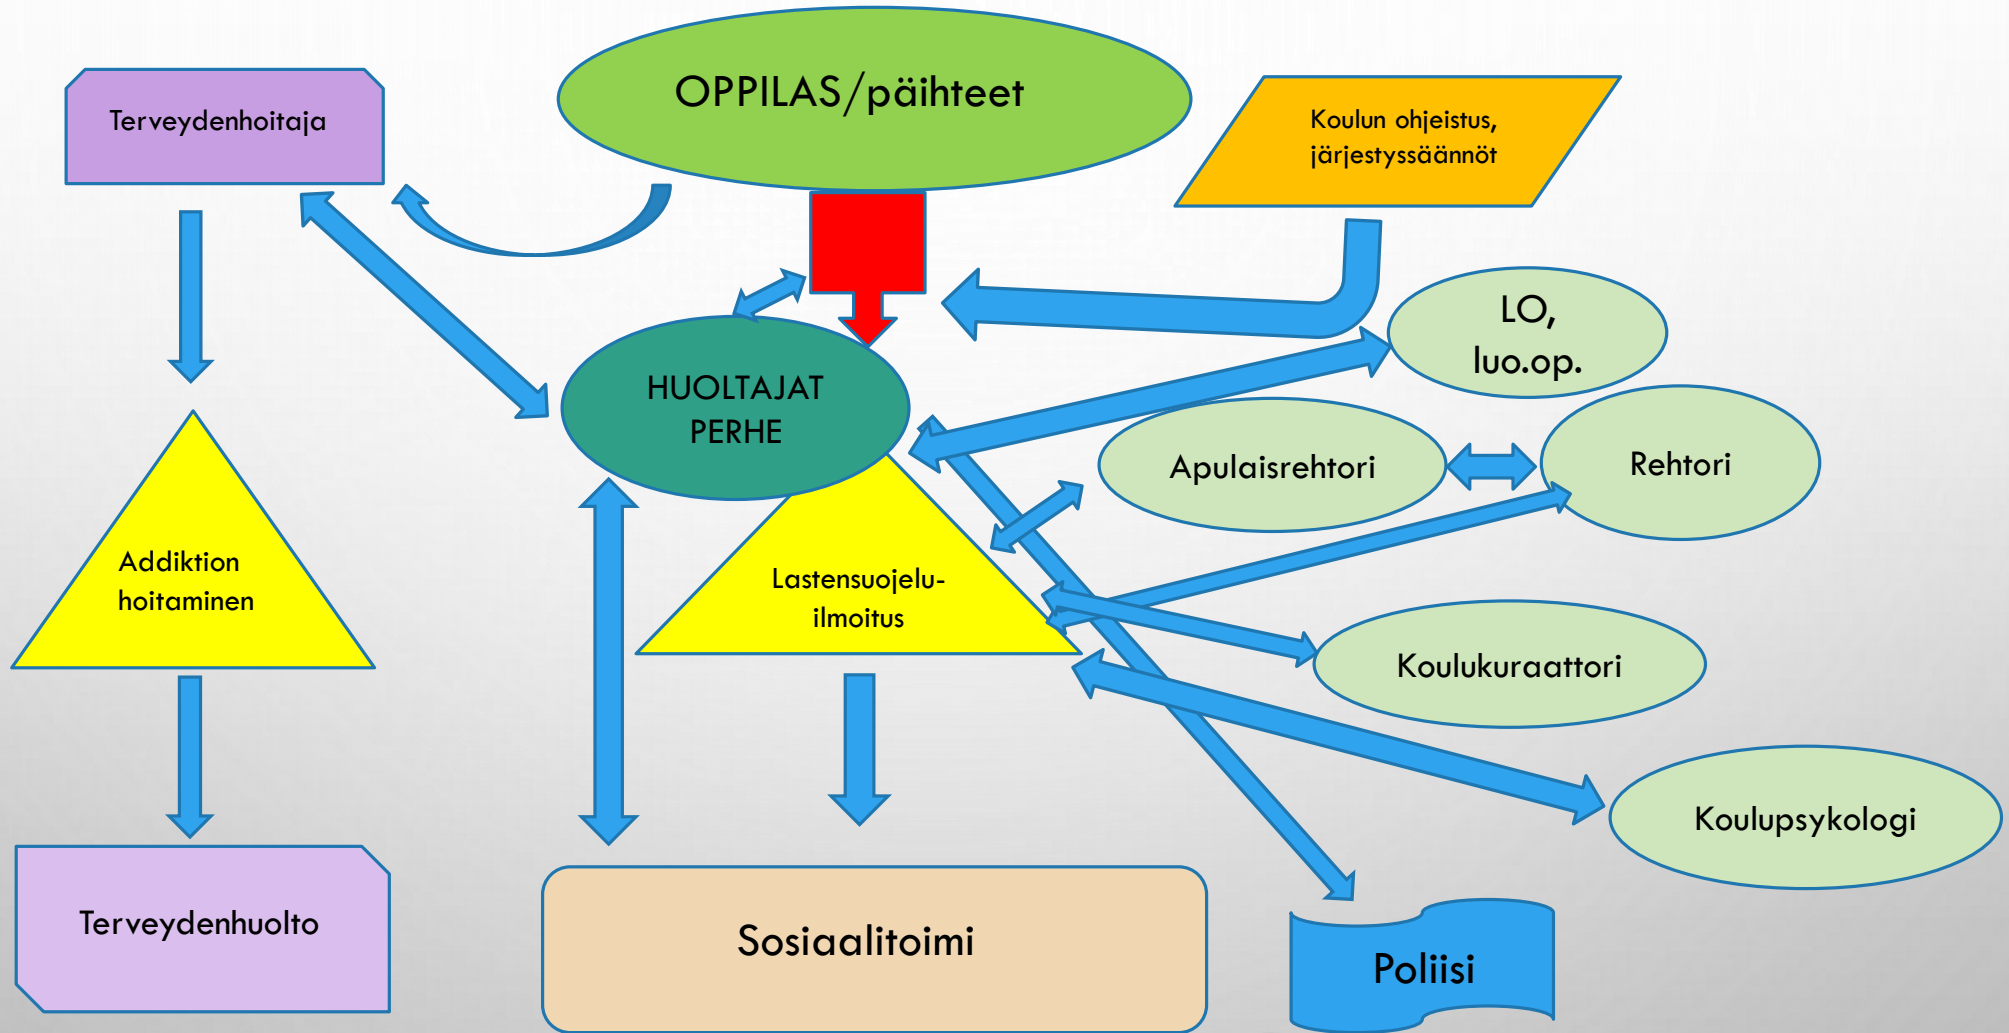 OPPILAS/päihteet
Terveydenhoitaja
Koulun ohjeistus,
järjestyssäännöt
LO,
luo.op.
HUOLTAJAT
PERHE
Apulaisrehtori
Rehtori
Addiktion
hoitaminen
Lastensuojelu-
ilmoitus
Koulukuraattori
Koulupsykologi
Terveydenhuolto
Sosiaalitoimi
Poliisi